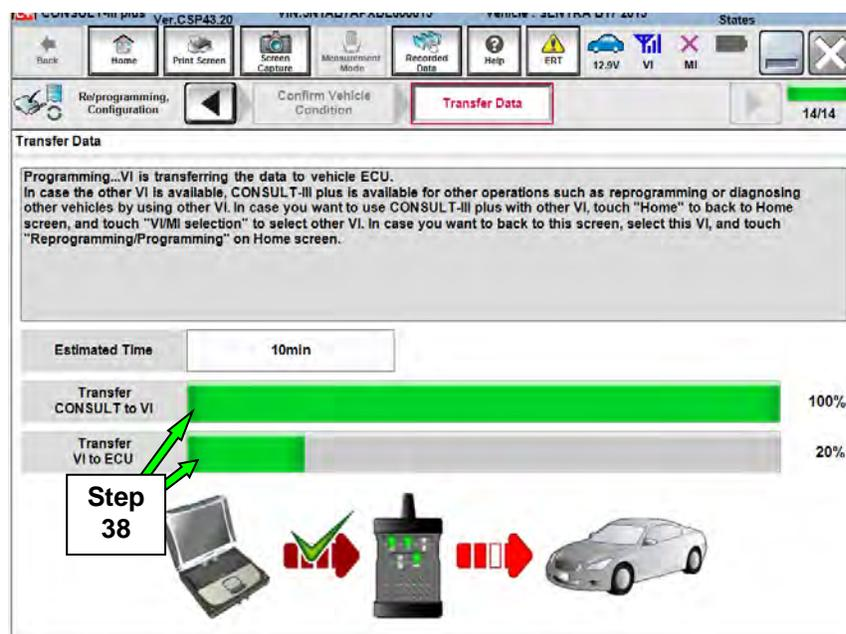 Ver.CSP43.20
States
Back
Home
Print Screen
Screen
Capture
Measurement
Mode
Recorded
Data
Help
ERT
12.9V
VI
MI
Re/programming,
Configuration
Confirm Vehicle
Condition
Transfer Data
14/14
Transfer Data
Programming...VI is transferring the data to vehicle ECU.
In case the other VI is available, CONSULT-III plus is available for other operations such as reprogramming or diagnosing
other vehicles by using other VI. In case you want to use CONSULT-III plus with other VI, touch "Home" to back to Home
screen, and touch "VI/MI selection" to select other VI. In case you want to back to this screen, select this VI, and touch
"Reprogramming/Programming" on Home screen.
Estimated Time
10min
Transfer
CONSULT to VI
100%
Transfer
VI to ECU
20%
Step
38